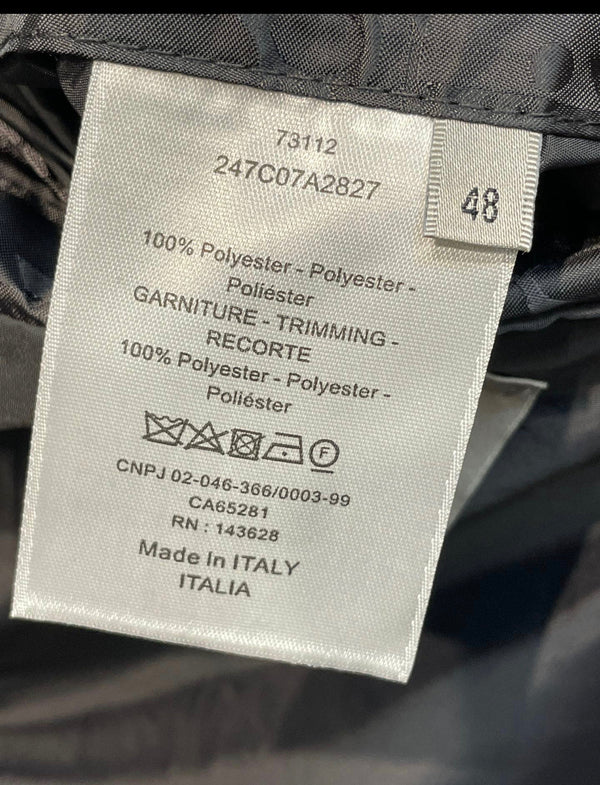 73112
247C07A2827
48
100% Polyester - Polyester -
Poliéster
GARNITURE - TRIMMING -
RECORTE
100% Polyester - Polyester -
Poliéster
F
CNPJ 02-046-366/0003-99
CA65281
RN : 143628
Made In ITALY
ITALIA